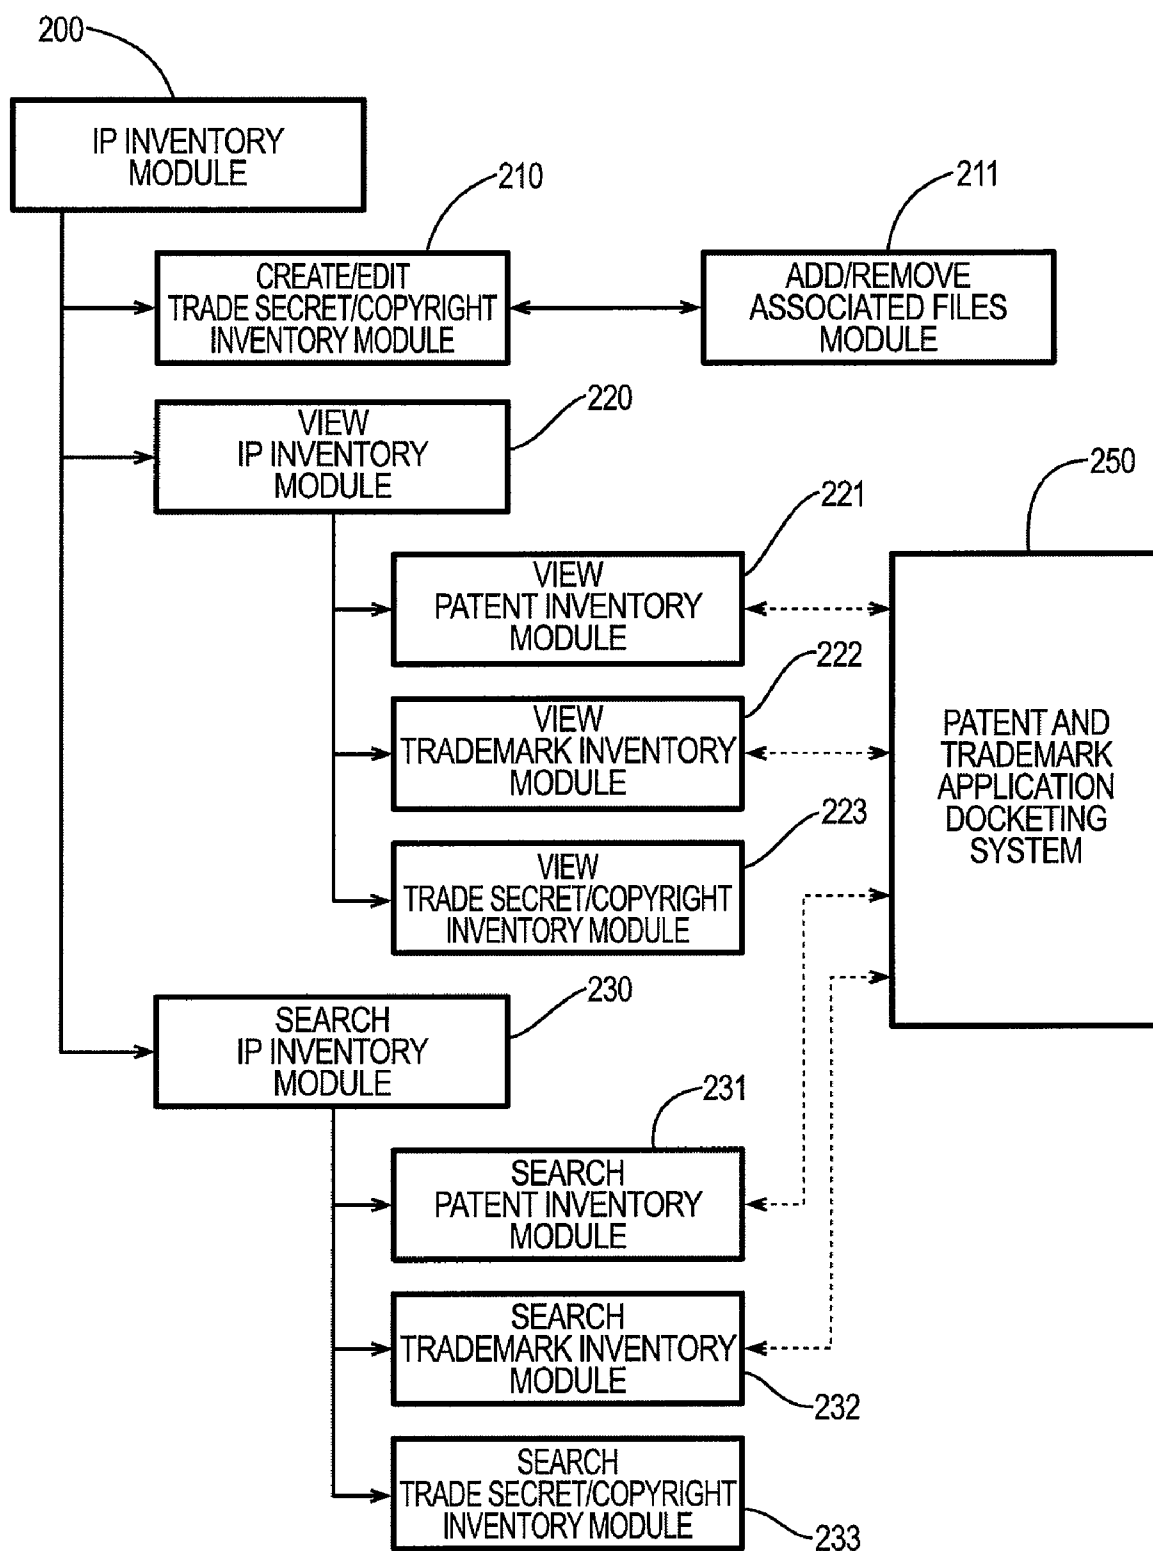 200
IP INVENTORY
MODULE
210
211
CREATE/EDIT
TRADE SECRET/COPYRIGHT
INVENTORY MODULE
ADD/REMOVE
ASSOCIATED FILES
MODULE
220
VIEW
IP INVENTORY
MODULE
250
221
VIEW
PATENT INVENTORY
MODULE
222
VIEW
TRADEMARK INVENTORY
MODULE
PATENT AND
TRADEMARK
APPLICATION
DOCKETING
SYSTEM
223
VIEW
TRADE SECRET/COPYRIGHT
INVENTORY MODULE
230
SEARCH
IP INVENTORY
MODULE
231
SEARCH
PATENT INVENTORY
MODULE
SEARCH
TRADEMARK INVENTORY
MODULE
232
SEARCH
TRADE SECRET/COPYRIGHT
INVENTORY MODULE
233